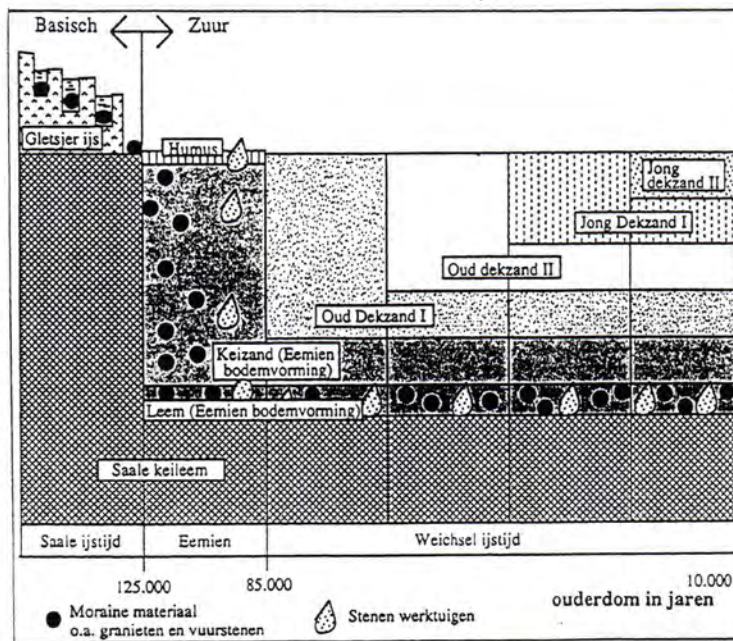 Basisch
Zuur
Gletsjer ijs
Humus
Jong
dekzand II
Jong Dekzand I
Oud dekzand II
Oud Dekzand I
Keizand (Eemien
bodemvorming)
Leem (Eemien bodemvorming)
Saale keileem
Saale ijstijd
Eemien
Weichsel ijstijd
125.000
85.000
10.000
ouderdom in jaren
Moraine materiaal
o.a. granieten en vuurstenen
Stenen werktuigen